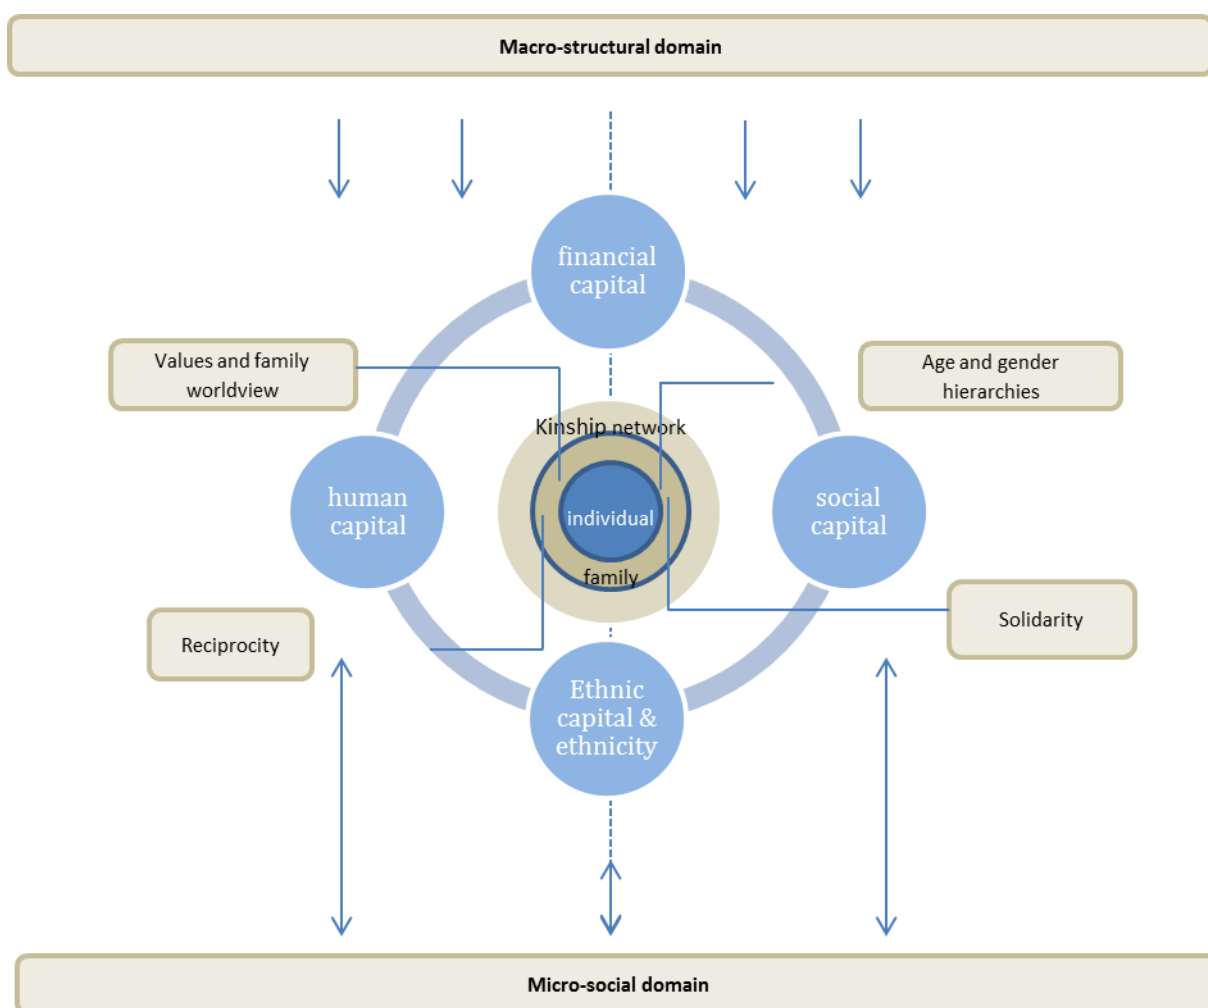 Macro-structural domain
financial
capital
Values and family
worldview
Age and gender
hierarchies
Kinship network
human
capital
individual
social
capital
family
Reciprocity
Solidarity
Ethnic
capital &
ethnicity
Micro-social domain